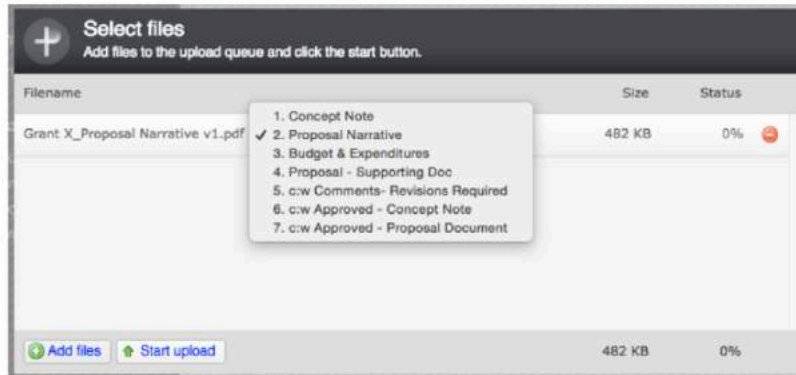 Select files
Add files to the upload queue and click the start button.
Filename Size Status
1. Concept Note
Grant X_Proposal Narrative v1.pdf ✓ 2. Proposal Narrative 482 KB 0%
3. Budget & Expenditures
4. Proposal - Supporting Doc
5. c:w Comments- Revisions Required
6. c:w Approved - Concept Note
7. c:w Approved - Proposal Document
Add files Start upload 482 KB 0%